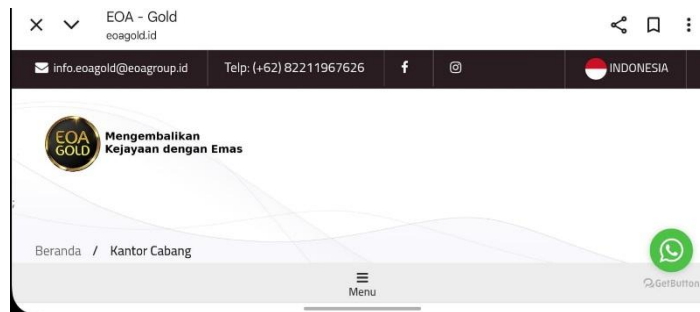 EOA - Gold
eoagold.id
info.eoagold@eoagroup.id
Telp: (+62) 82211967626
INDONESIA
EOA
GOLD
Mengembalikan
Kejayaan dengan Emas
Beranda / Kantor Cabang
Menu
GetButton